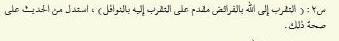 س٢ : ( التقرب إلى الله بالفرائض مقدم على التقرب إليه بالنوافل ) ، استدل من الحديث على
صحة ذلك .